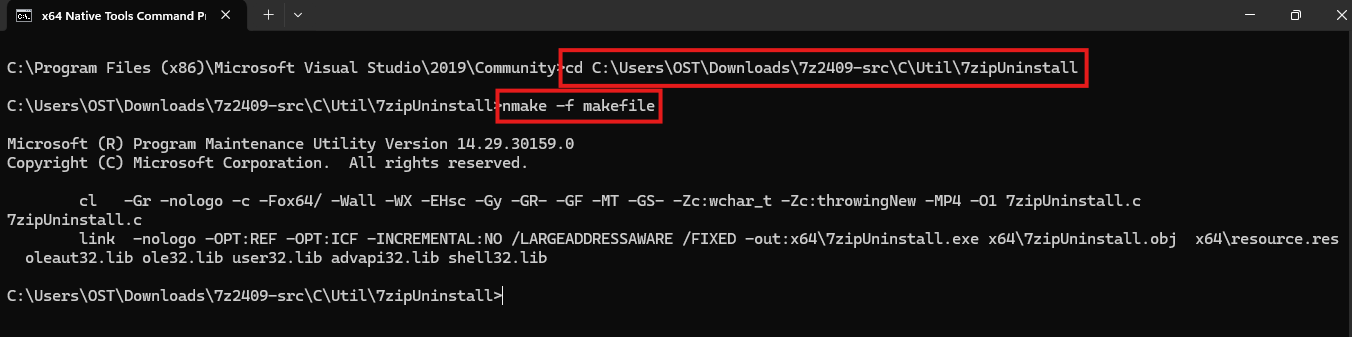 x64 Native Tools Command Pr
C:\Program Files (x86)\Microsoft Visual Studio\2019\Community>cd C:\Users\OST\Downloads\7z2409-src\C\Util\7zipUninstall
C:\Users\OST\Downloads\7z2409-src\C\Util\7zipUninstall>nmake -f makefile
Microsoft (R) Program Maintenance Utility Version 14.29.30159.0
Copyright (C) Microsoft Corporation.  All rights reserved.
cl   -Gr -nologo -c -Fox64/ -Wall -WX -EHsc -Gy -GR- -GF -MT -GS- -Zc:wchar_t -Zc:throwingNew -MP4 -O1 7zipUninstall.c
7zipUninstall.c
link  -nologo -OPT:REF -OPT:ICF -INCREMENTAL:NO /LARGEADDRESSAWARE /FIXED -out:x64\7zipUninstall.exe x64\7zipUninstall.obj  x64\resource.res
oleaut32.lib ole32.lib user32.lib advapi32.lib shell32.lib
C:\Users\OST\Downloads\7z2409-src\C\Util\7zipUninstall>